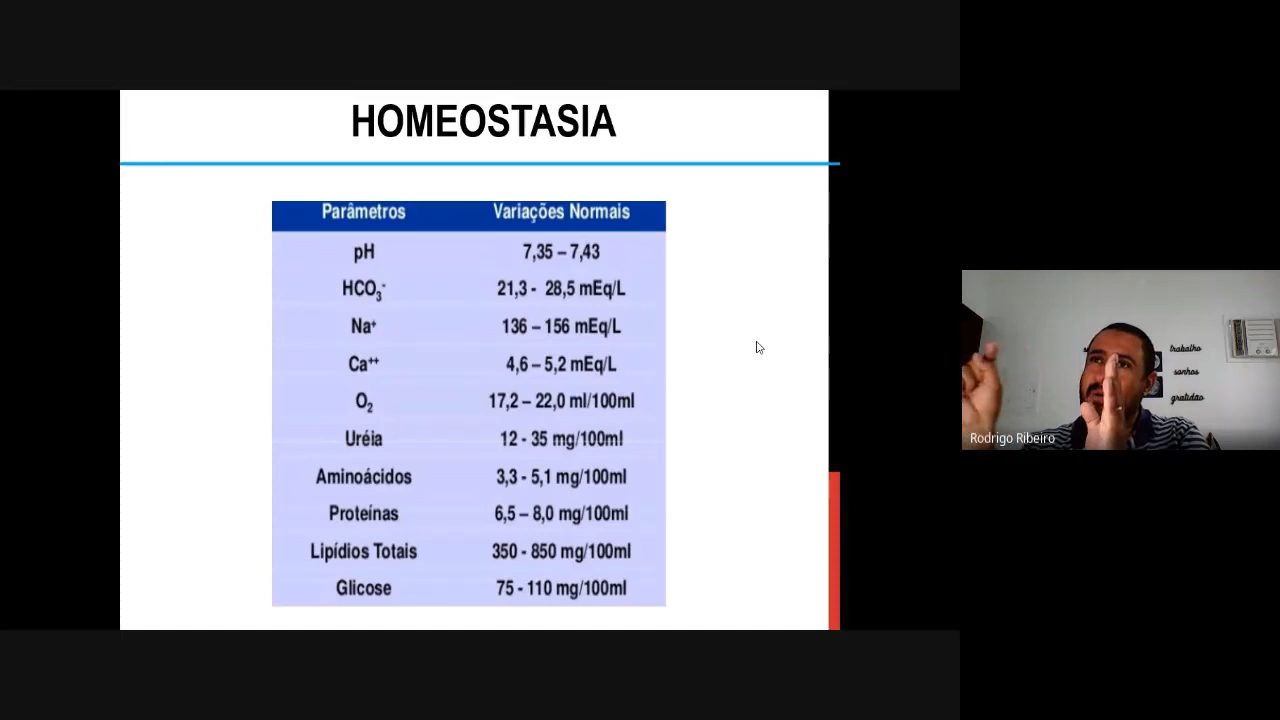 HOMEOSTASIA
Parâmetros Variações Normais
pH 7,35 – 7,43
HCO3- 21,3 - 28,5 mEq/L
Na+ 136 – 156 mEq/L
Ca++ 4,6 – 5,2 mEq/L
O2 17,2 – 22,0 ml/100ml
Uréia 12 - 35 mg/100ml
Aminoácidos 3,3 - 5,1 mg/100ml
Proteínas 6,5 – 8,0 mg/100ml
Lipídios Totais 350 - 850 mg/100ml
Glicose 75 - 110 mg/100ml
trabalho
sonhos
gratidão
Rodrigo Ribeiro